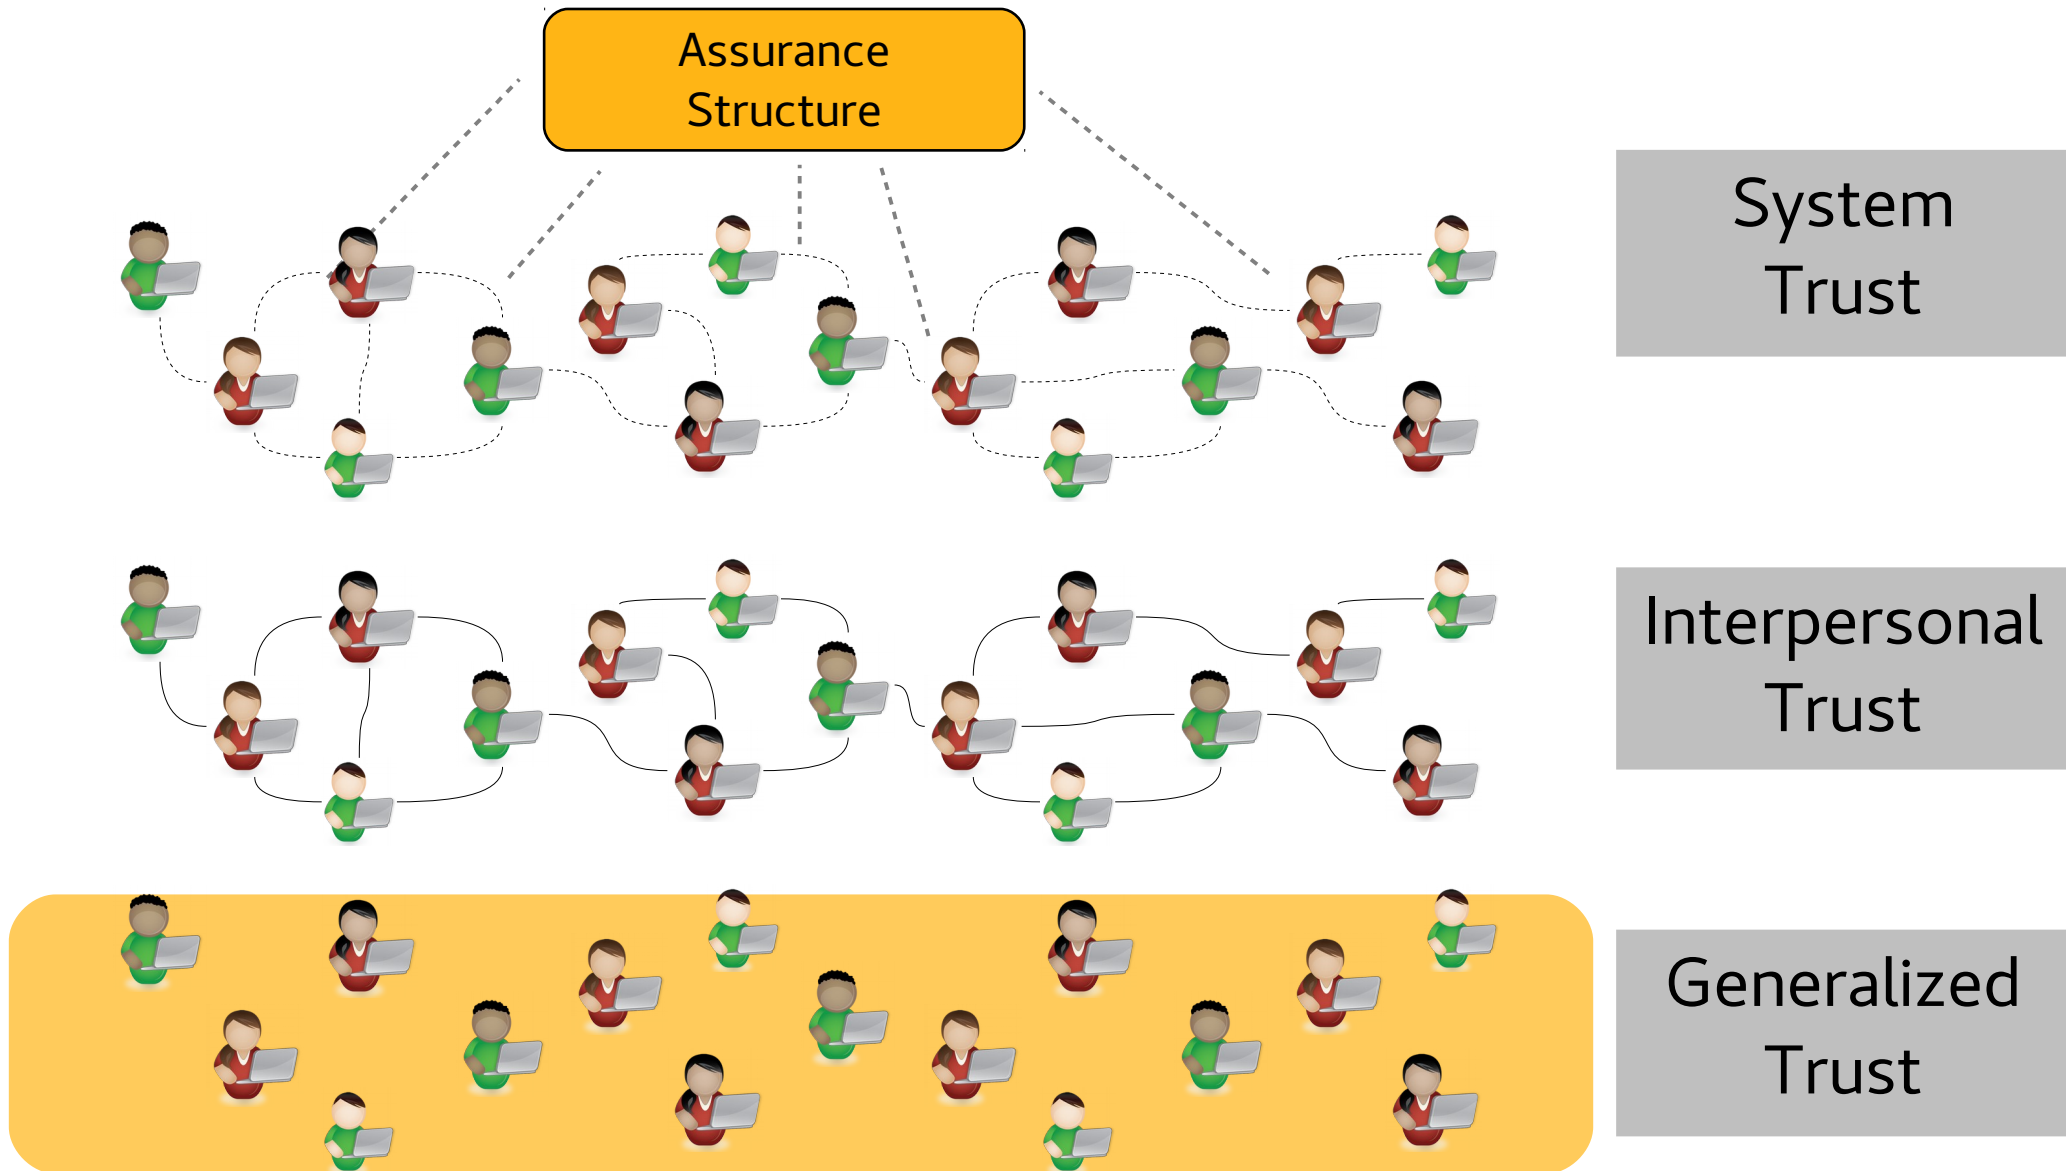 Assurance
Structure
System
Trust
Interpersonal
Trust
Generalized
Trust